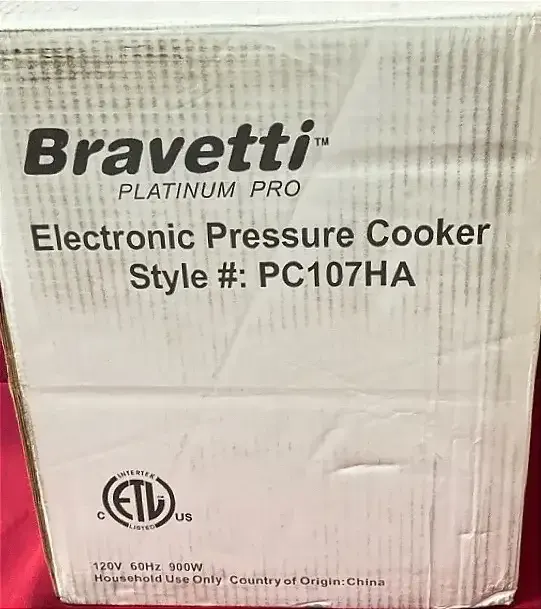 Bravetti™
PLATINUM PRO
Electronic Pressure Cooker
Style #: PC107HA
INTERTEK
ETL
C US
LISTED
120V 60Hz 900W
Household Use Only Country of Origin: China